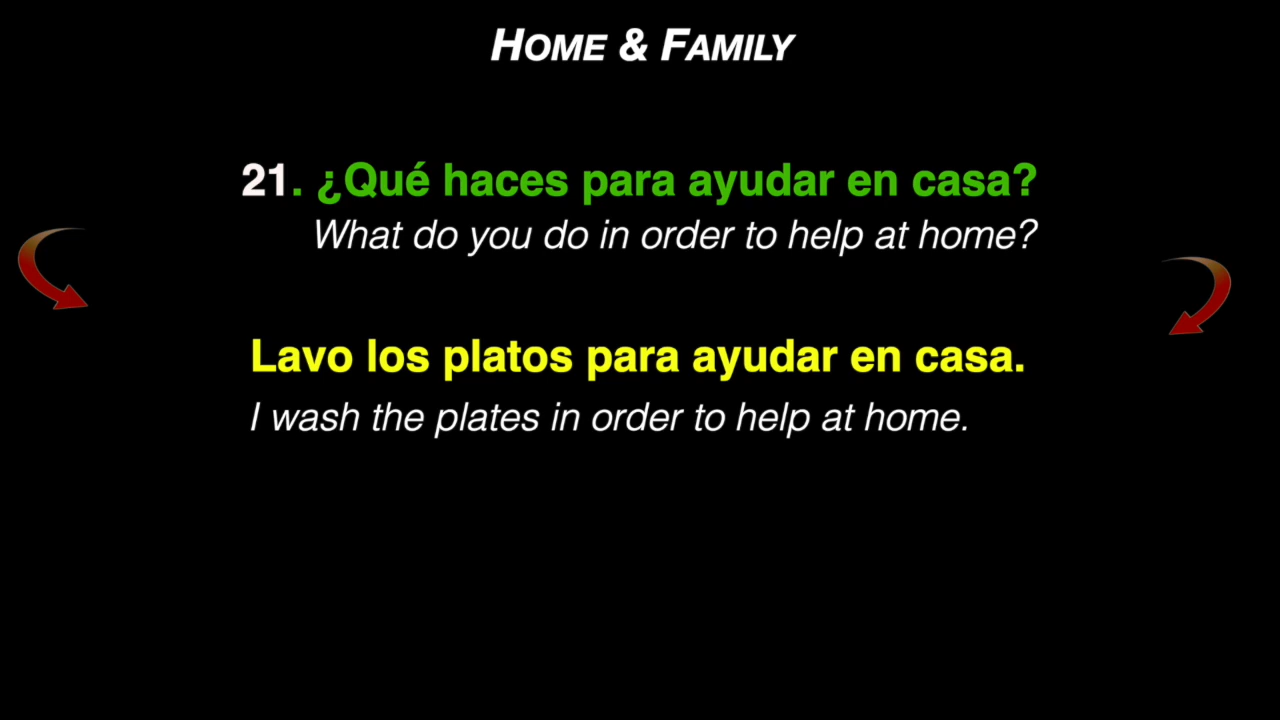 HOME & FAMILY
21. ¿Qué haces para ayudar en casa?
What do you do in order to help at home?
Lavo los platos para ayudar en casa.
I wash the plates in order to help at home.